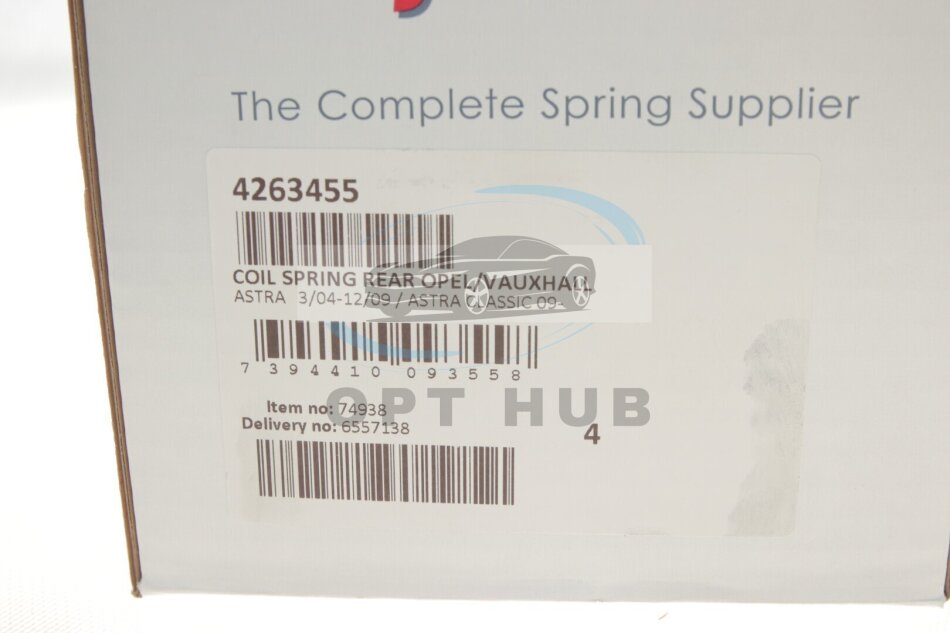 The Complete Spring Supplier
4263455
COIL SPRING REAR OPEL/VAUXHALL
ASTRA 3/04-12/09 / ASTRA CLASSIC 09-
7 394410 093558
OPT HUB
Item no: 74938
Delivery no: 6557138
4